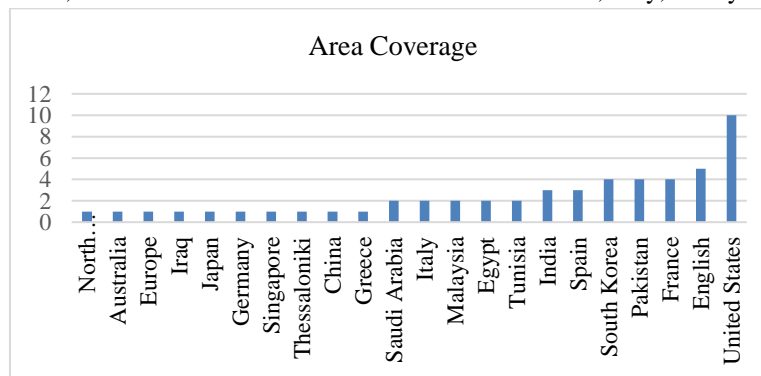 Area Coverage
12
10
8
6
4
2
0
North…
Australia
Europe
Iraq
Japan
Germany
Singapore
Thessaloniki
China
Greece
Saudi Arabia
Italy
Malaysia
Egypt
Tunisia
India
Spain
South Korea
Pakistan
France
English
United States